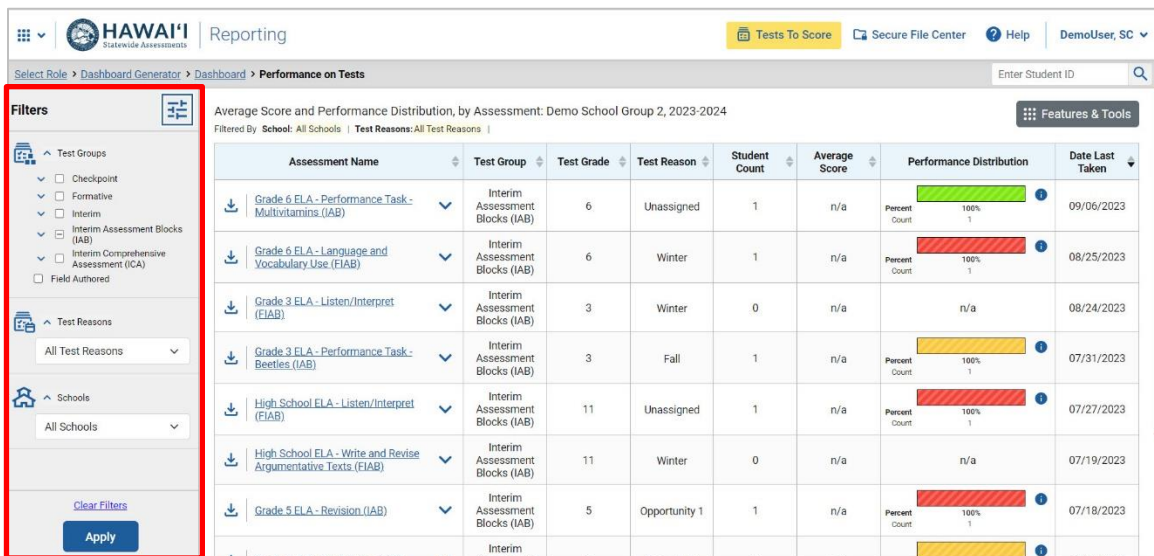 HAWAIʻI
Statewide Assessments
Reporting
Tests To Score
Secure File Center
Help
DemoUser, SC
Select Role > Dashboard Generator > Dashboard > Performance on Tests
Enter Student ID
Filters
Test Groups
Checkpoint
Formative
Interim
Interim Assessment Blocks
(IAB)
Interim Comprehensive
Assessment (ICA)
Field Authored
Test Reasons
All Test Reasons
Schools
All Schools
Clear Filters
Apply
Average Score and Performance Distribution, by Assessment: Demo School Group 2, 2023-2024
Filtered By School: All Schools | Test Reasons:All Test Reasons |
Features & Tools
Assessment Name Test Group Test Grade Test Reason Student Count Average Score Performance Distribution Date Last Taken
Grade 6 ELA - Performance Task -
Multivitamins (IAB)
Interim
Assessment
Blocks (IAB)
6 Unassigned 1 n/a
Percent 100%
Count 1
09/06/2023
Grade 6 ELA - Language and
Vocabulary Use (FIAB)
Interim
Assessment
Blocks (IAB)
6 Winter 1 n/a
Percent 100%
Count 1
08/25/2023
Grade 3 ELA - Listen/Interpret
(FIAB)
Interim
Assessment
Blocks (IAB)
3 Winter 0 n/a n/a 08/24/2023
Grade 3 ELA - Performance Task -
Beetles (IAB)
Interim
Assessment
Blocks (IAB)
3 Fall 1 n/a
Percent 100%
Count 1
07/31/2023
High School ELA - Listen/Interpret
(FIAB)
Interim
Assessment
Blocks (IAB)
11 Unassigned 1 n/a
Percent 100%
Count 1
07/27/2023
High School ELA - Write and Revise
Argumentative Texts (FIAB)
Interim
Assessment
Blocks (IAB)
11 Winter 0 n/a n/a 07/19/2023
Grade 5 ELA - Revision (IAB)
Interim
Assessment
Blocks (IAB)
5 Opportunity 1 1 n/a
Percent 100%
Count 1
07/18/2023
Interim